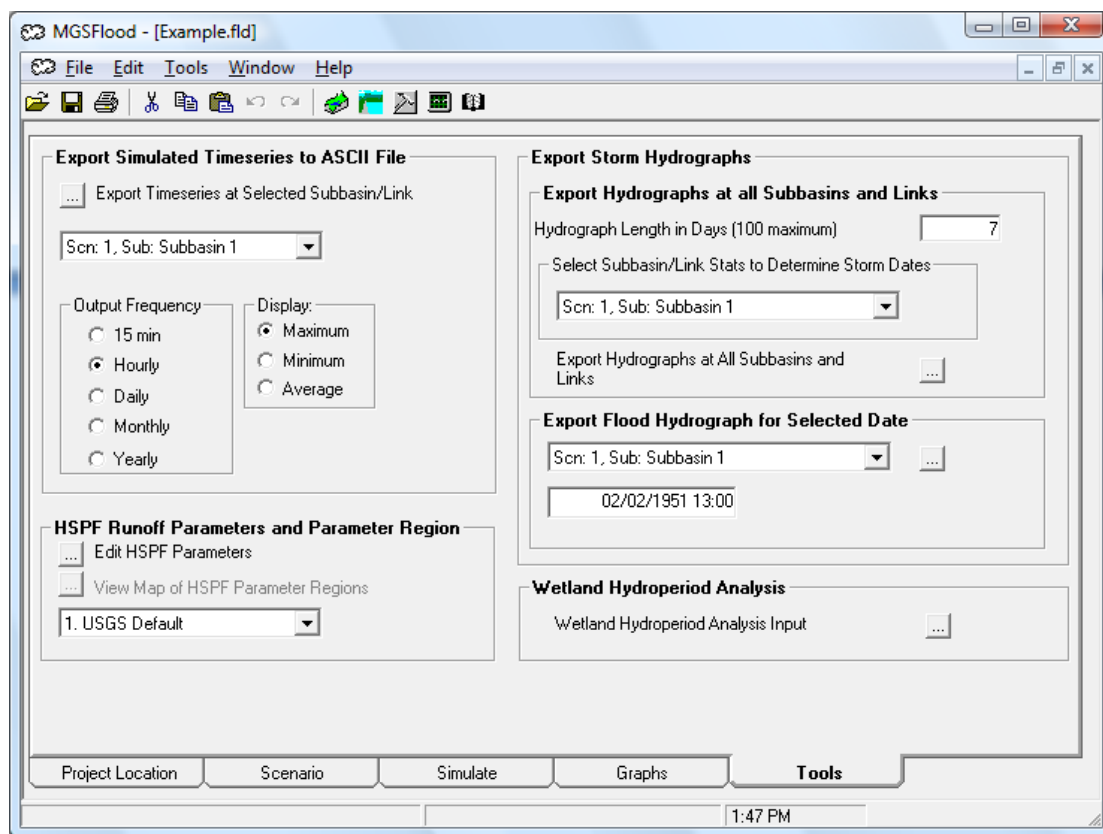 MGSFlood - [Example.fld]
File Edit Tools Window Help
Export Simulated Timeseries to ASCII File
... Export Timeseries at Selected Subbasin/Link
Scn: 1, Sub: Subbasin 1
Output Frequency
15 min
Hourly
Daily
Monthly
Yearly
Display:
Maximum
Minimum
Average
HSPF Runoff Parameters and Parameter Region
... Edit HSPF Parameters
... View Map of HSPF Parameter Regions
1. USGS Default
Export Storm Hydrographs
Export Hydrographs at all Subbasins and Links
Hydrograph Length in Days (100 maximum) 7
Select Subbasin/Link Stats to Determine Storm Dates
Scn: 1, Sub: Subbasin 1
Export Hydrographs at All Subbasins and
Links ...
Export Flood Hydrograph for Selected Date
Scn: 1, Sub: Subbasin 1 ...
02/02/1951 13:00
Wetland Hydroperiod Analysis
Wetland Hydroperiod Analysis Input ...
Project Location Scenario Simulate Graphs Tools
1:47 PM